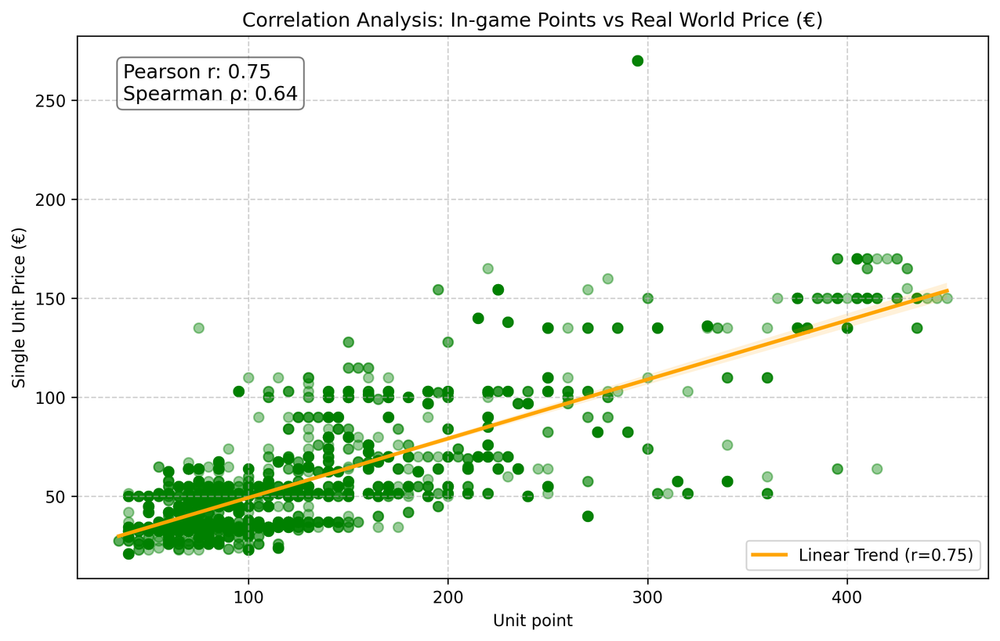 Correlation Analysis: In-game Points vs Real World Price (€)
Pearson r: 0.75
Spearman ρ: 0.64
250
200
150
100
50
Single Unit Price (€)
Linear Trend (r=0.75)
100
200
300
400
Unit point